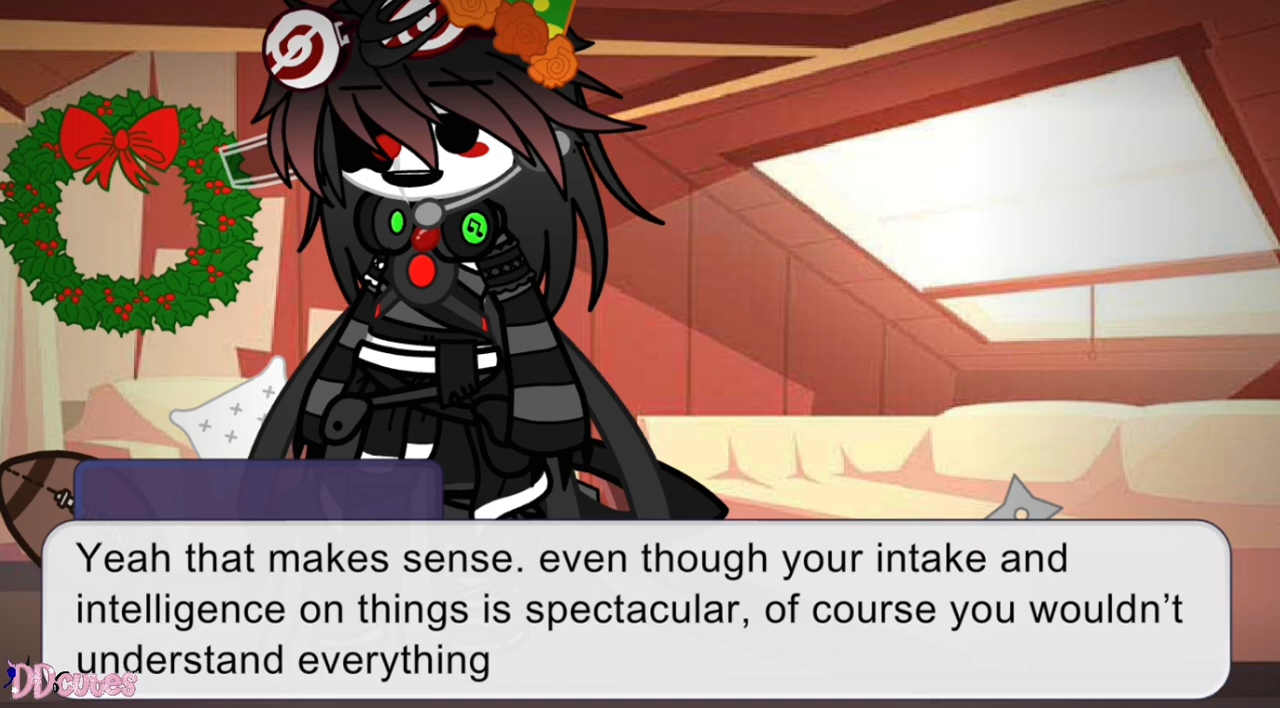 Yeah that makes sense. even though your intake and
intelligence on things is spectacular, of course you wouldn't
understand everything
DDcutes